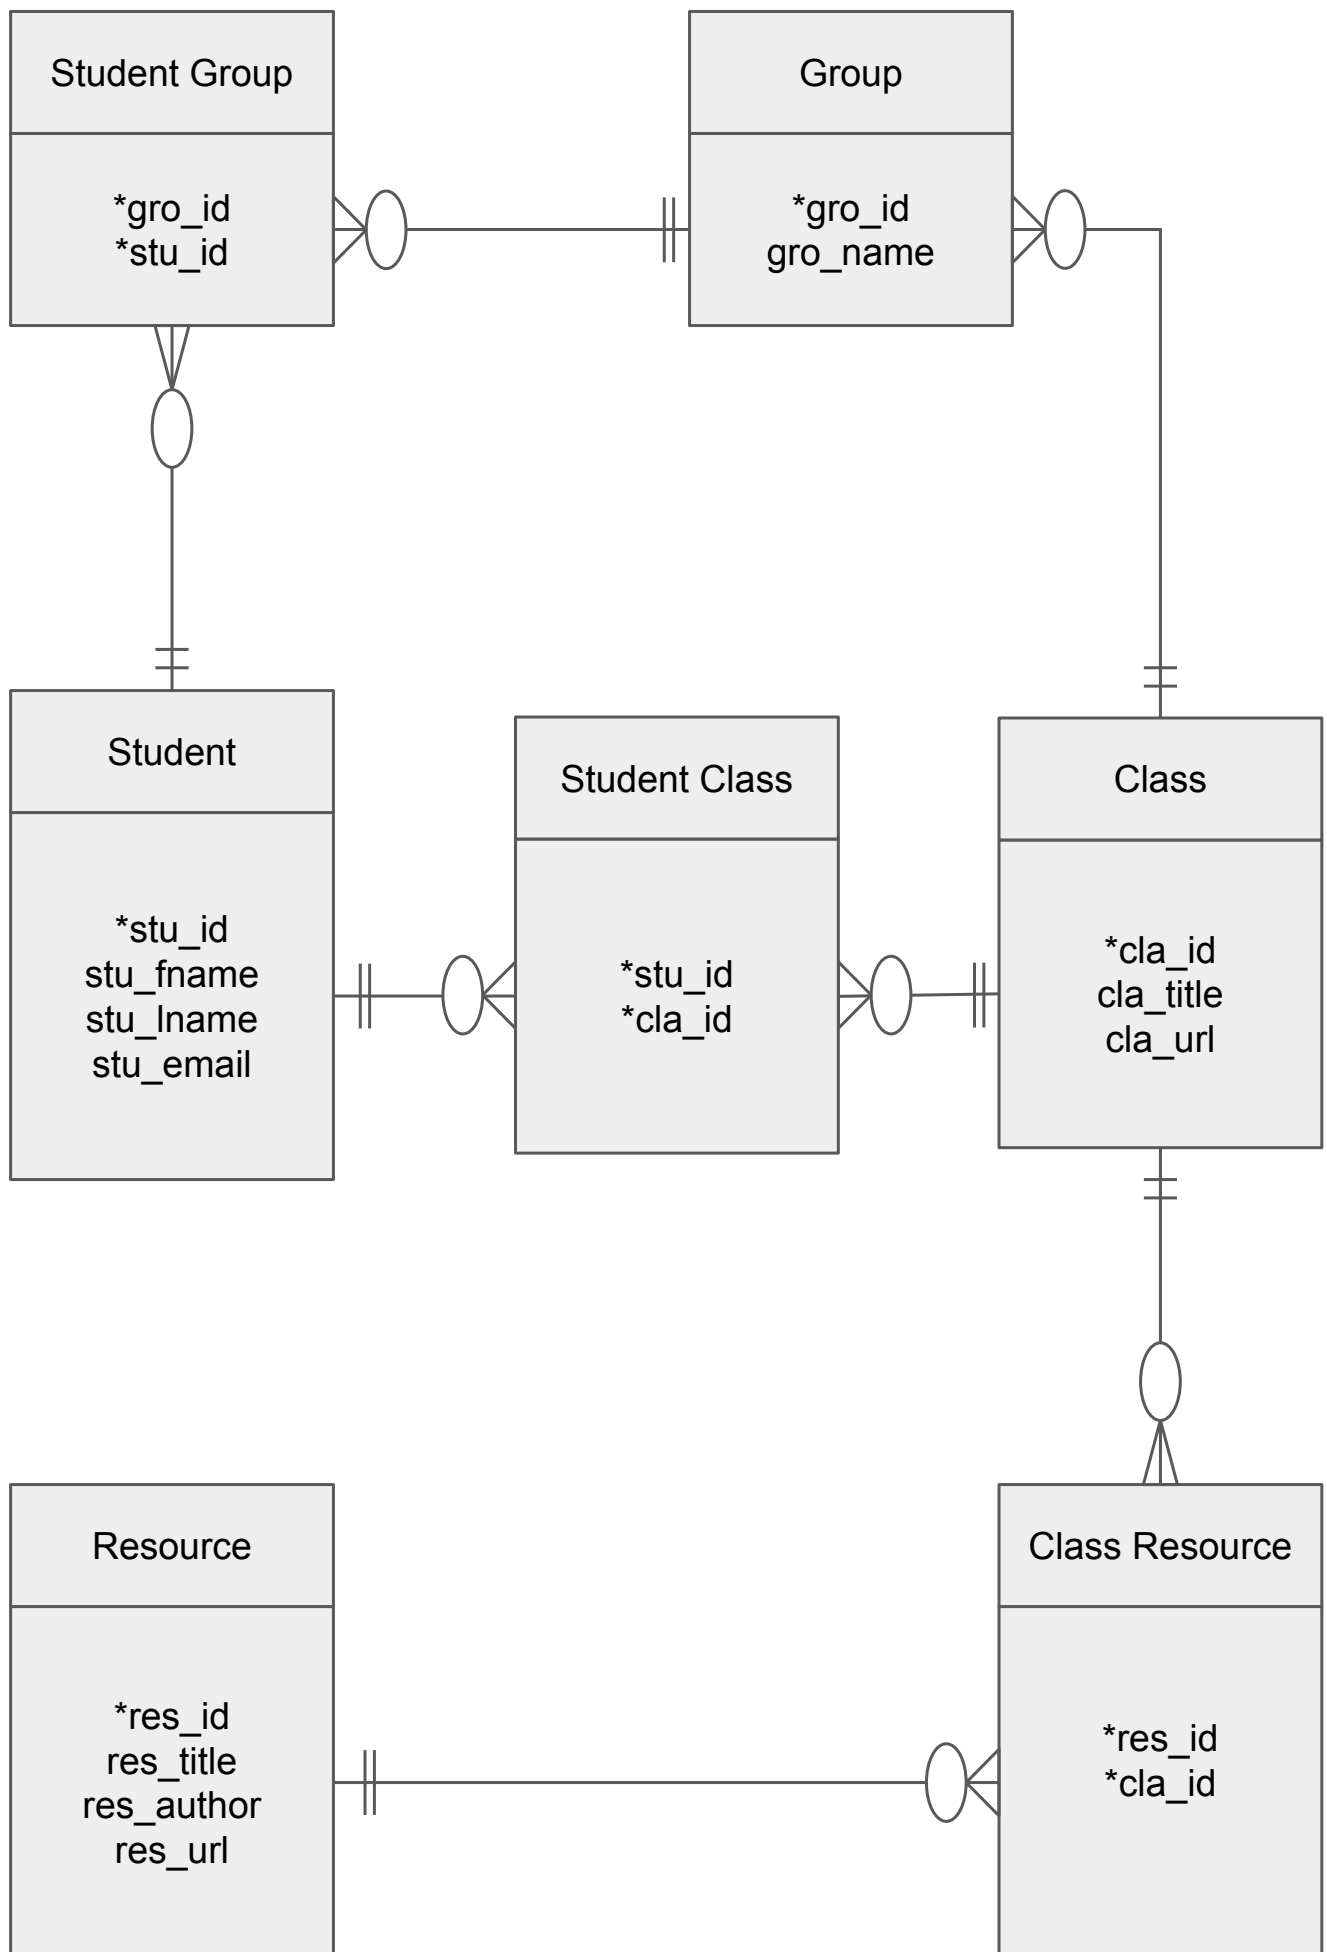 Student Group
*gro_id
*stu_id
Group
*gro_id
gro_name
Student
*stu_id
stu_fname
stu_lname
stu_email
Student Class
*stu_id
*cla_id
Class
*cla_id
cla_title
cla_url
Resource
*res_id
res_title
res_author
res_url
Class Resource
*res_id
*cla_id